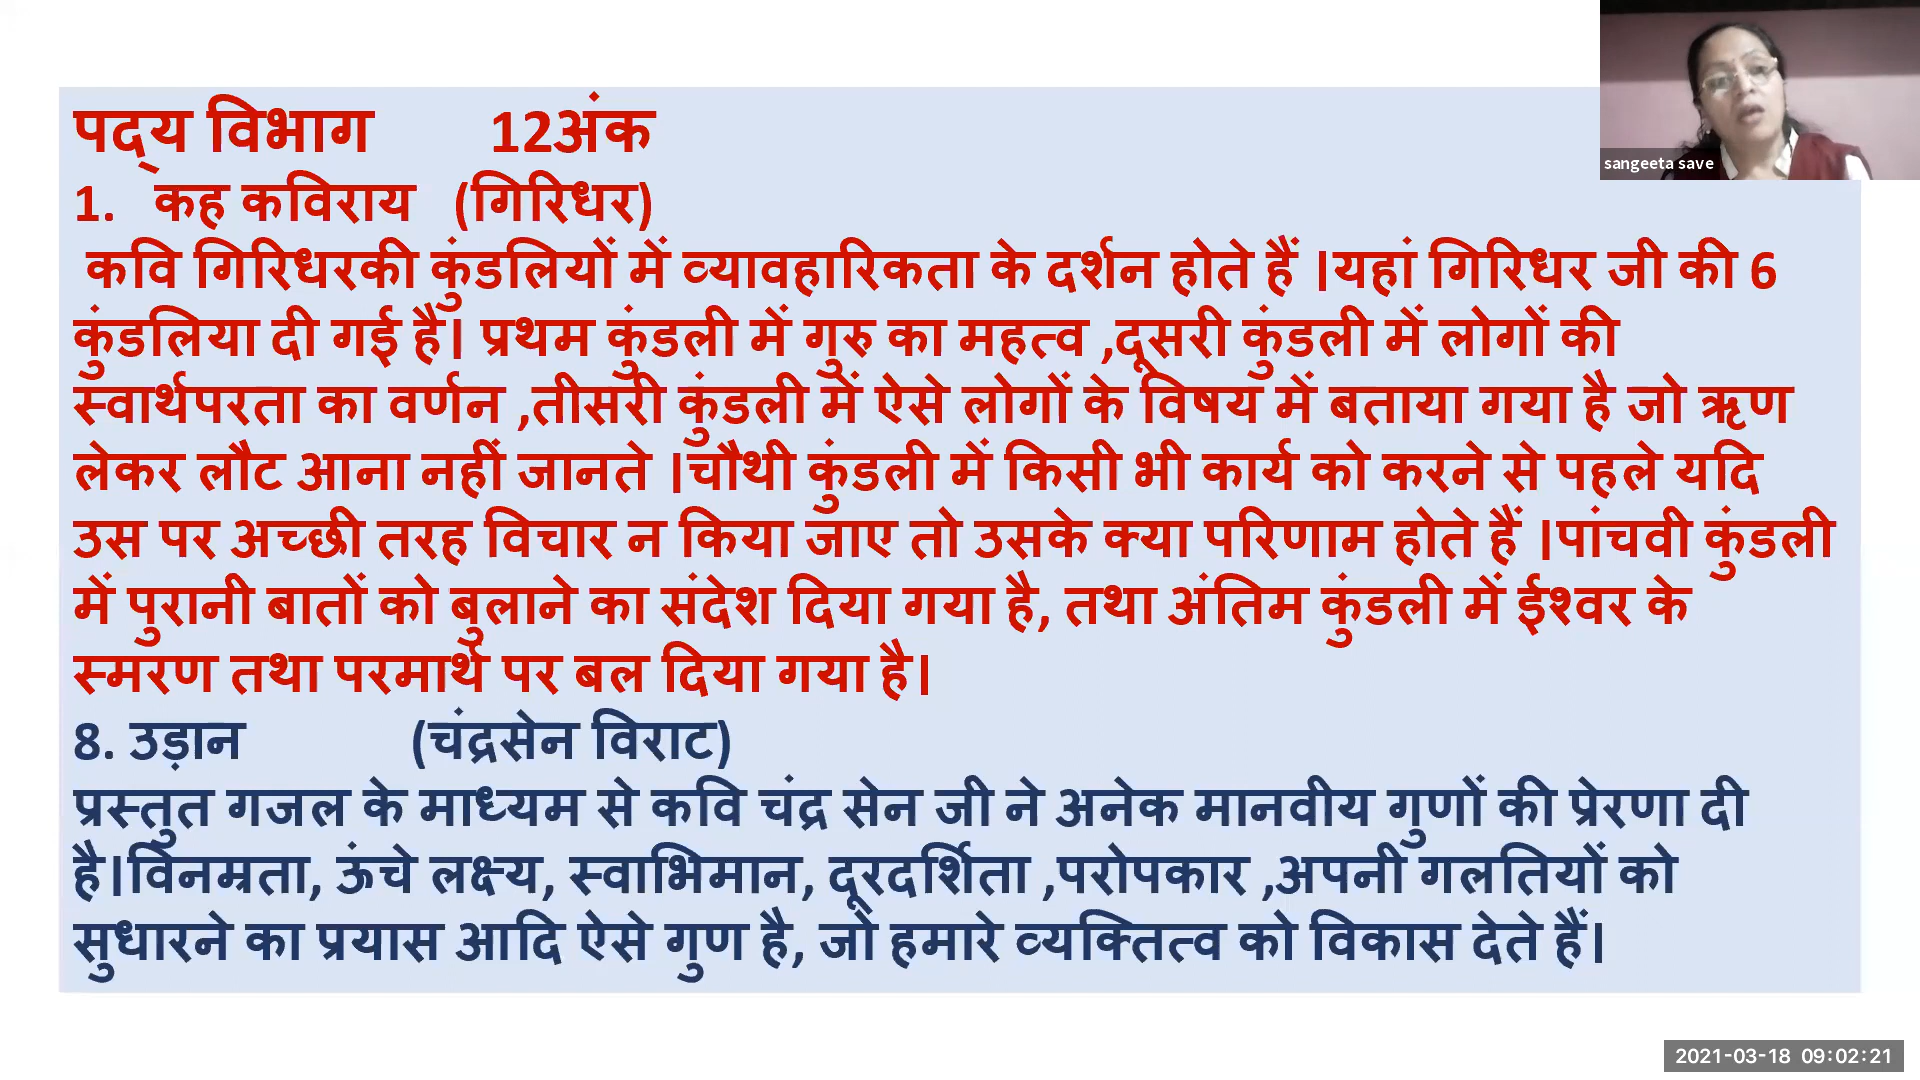 पद्य विभाग 12अंक
1. कह कविराय (गिरिधर)
कवि गिरिधरकी कुंडलियों में व्यावहारिकता के दर्शन होते हैं ।यहां गिरिधर जी की 6
कुंडलिया दी गई है। प्रथम कुंडली में गुरु का महत्व ,दूसरी कुंडली में लोगों की
स्वार्थपरता का वर्णन ,तीसरी कुंडली में ऐसे लोगों के विषय में बताया गया है जो ऋण
लेकर लौट आना नहीं जानते ।चौथी कुंडली में किसी भी कार्य को करने से पहले यदि
उस पर अच्छी तरह विचार न किया जाए तो उसके क्या परिणाम होते हैं ।पांचवी कुंडली
में पुरानी बातों को बुलाने का संदेश दिया गया है, तथा अंतिम कुंडली में ईश्वर के
स्मरण तथा परमार्थ पर बल दिया गया है।
8. उड़ान (चंद्रसेन विराट)
प्रस्तुत गजल के माध्यम से कवि चंद्र सेन जी ने अनेक मानवीय गुणों की प्रेरणा दी
है।विनम्रता, ऊंचे लक्ष्य, स्वाभिमान, दूरदर्शिता ,परोपकार ,अपनी गलतियों को
सुधारने का प्रयास आदि ऐसे गुण है, जो हमारे व्यक्तित्व को विकास देते हैं।
sangeeta save
2021-03-18 09:02:21